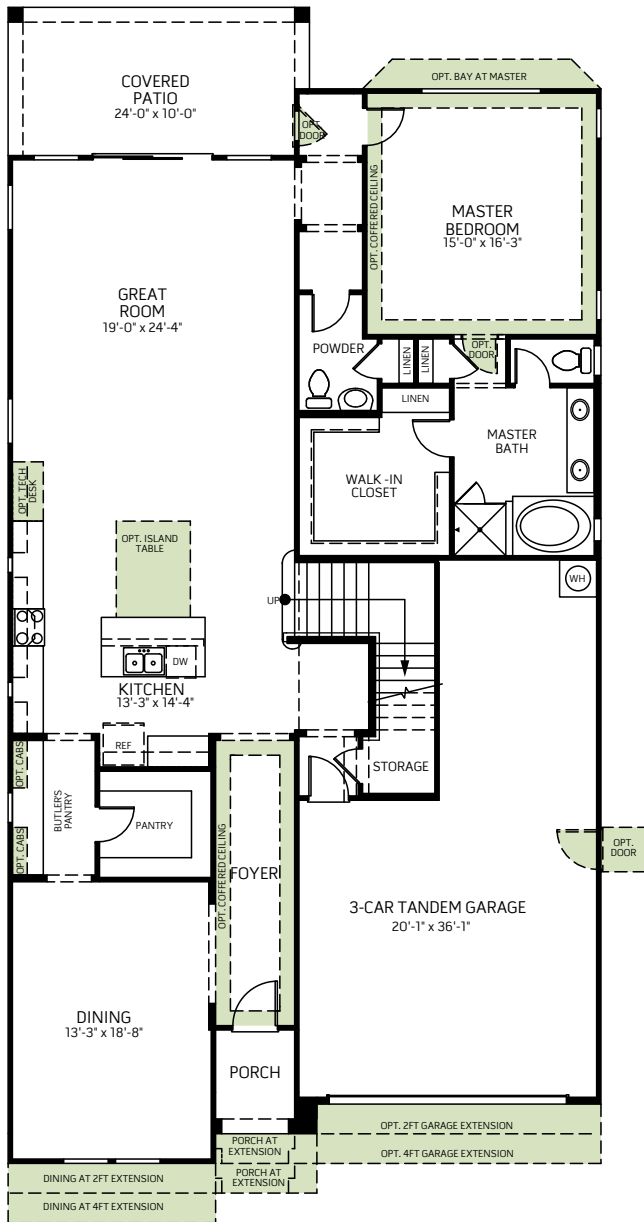 COVERED
PATIO
24'-0" x 10'-0"
OPT. BAY AT MASTER
OPT.
DOOR
OPT. COFFERED CEILING
MASTER
BEDROOM
15'-0" x 16'-3"
GREAT
ROOM
19'-0" x 24'-4"
POWDER
LINEN
LINEN
OPT.
DOOR
LINEN
MASTER
BATH
WALK -IN
CLOSET
OPT. TECH
DESK
OPT. ISLAND
TABLE
UP
WH
DW
KITCHEN
13'-3" x 14'-4"
REF
STORAGE
OPT. CABS
BUTLER'S
PANTRY
PANTRY
OPT. CABS
OPT. COFFERED CEILING
FOYER
OPT.
DOOR
3-CAR TANDEM GARAGE
20'-1" x 36'-1"
DINING
13'-3" x 18'-8"
PORCH
OPT. 2FT GARAGE EXTENSION
PORCH AT
EXTENSION
OPT. 4FT GARAGE EXTENSION
DINING AT 2FT EXTENSION
PORCH AT
EXTENSION
DINING AT 4FT EXTENSION